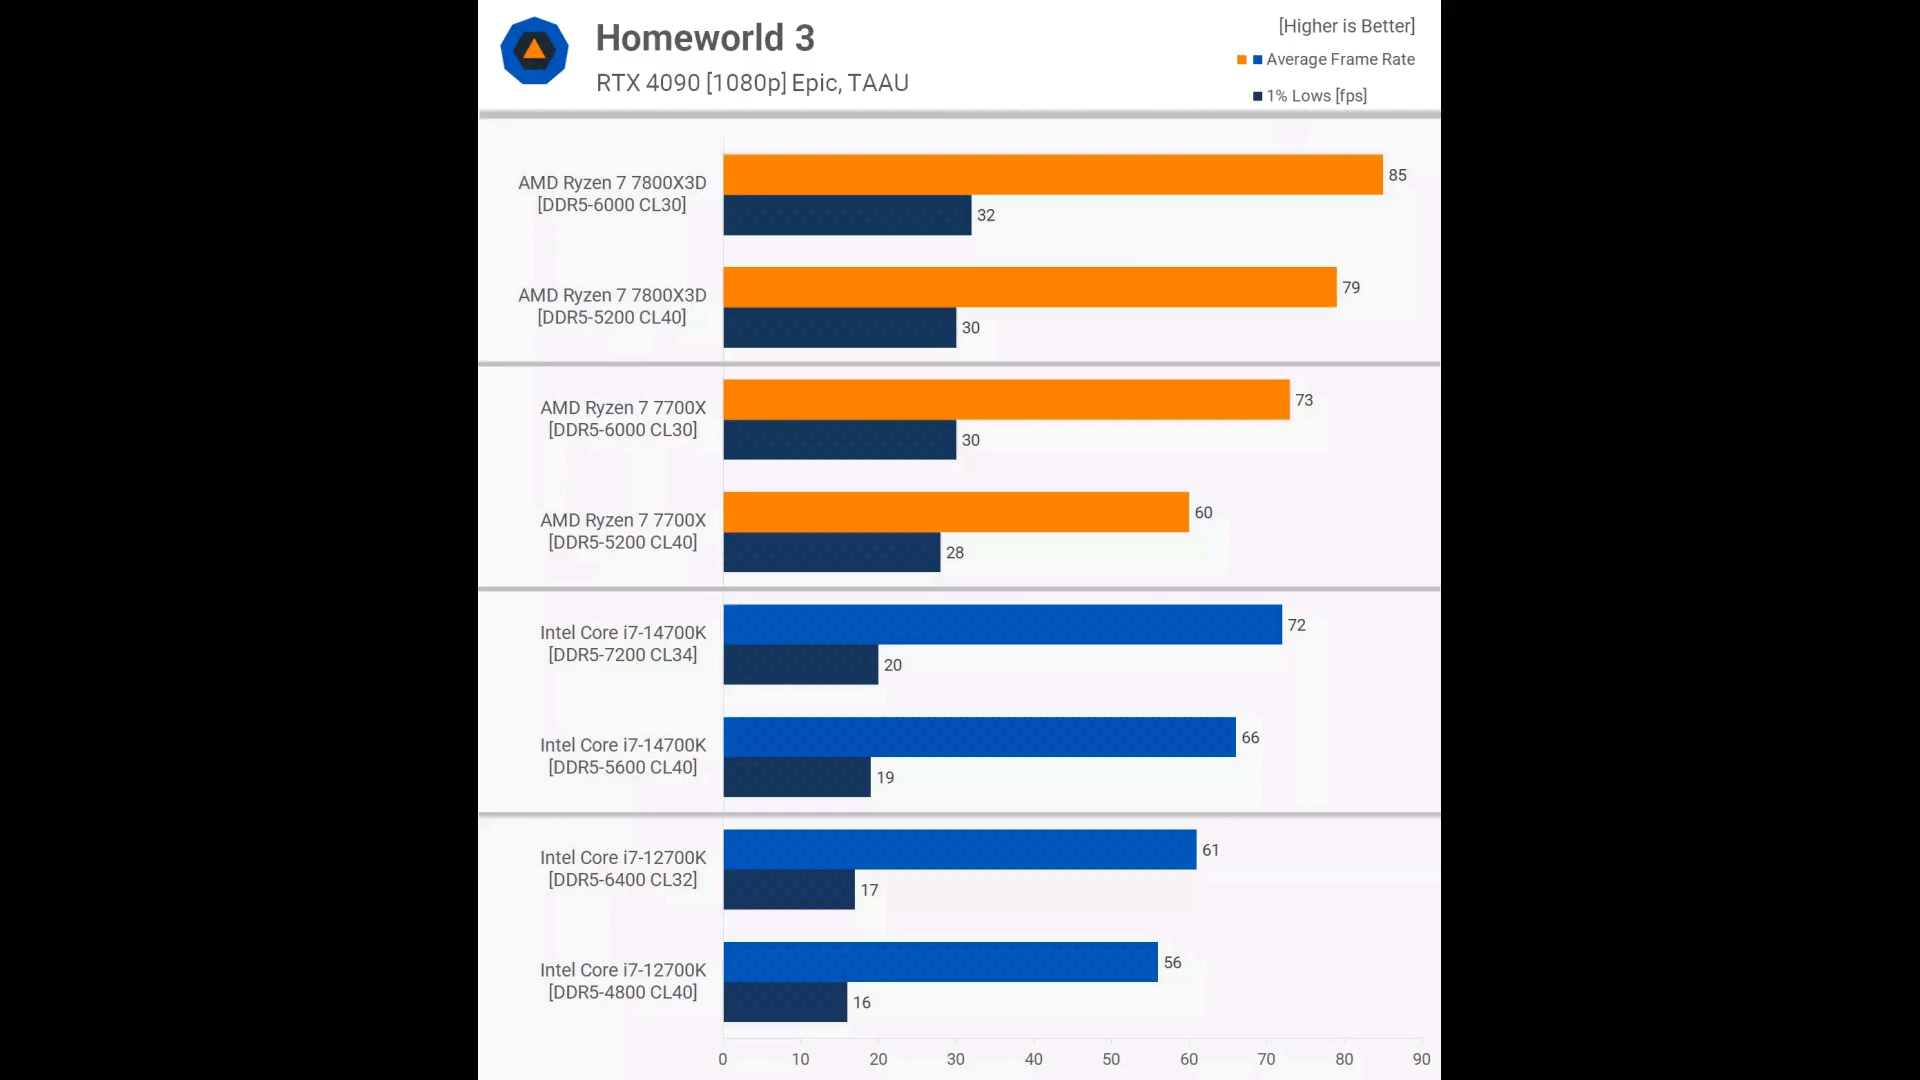 Homeworld 3
RTX 4090 [1080p] Epic, TAAU
[Higher is Better]
Average Frame Rate
1% Lows [fps]
AMD Ryzen 7 7800X3D
[DDR5-6000 CL30]
85
32
AMD Ryzen 7 7800X3D
[DDR5-5200 CL40]
79
30
AMD Ryzen 7 7700X
[DDR5-6000 CL30]
73
30
AMD Ryzen 7 7700X
[DDR5-5200 CL40]
60
28
Intel Core i7-14700K
[DDR5-7200 CL34]
72
20
Intel Core i7-14700K
[DDR5-5600 CL40]
66
19
Intel Core i7-12700K
[DDR5-6400 CL32]
61
17
Intel Core i7-12700K
[DDR5-4800 CL40]
56
16
0 10 20 30 40 50 60 70 80 90